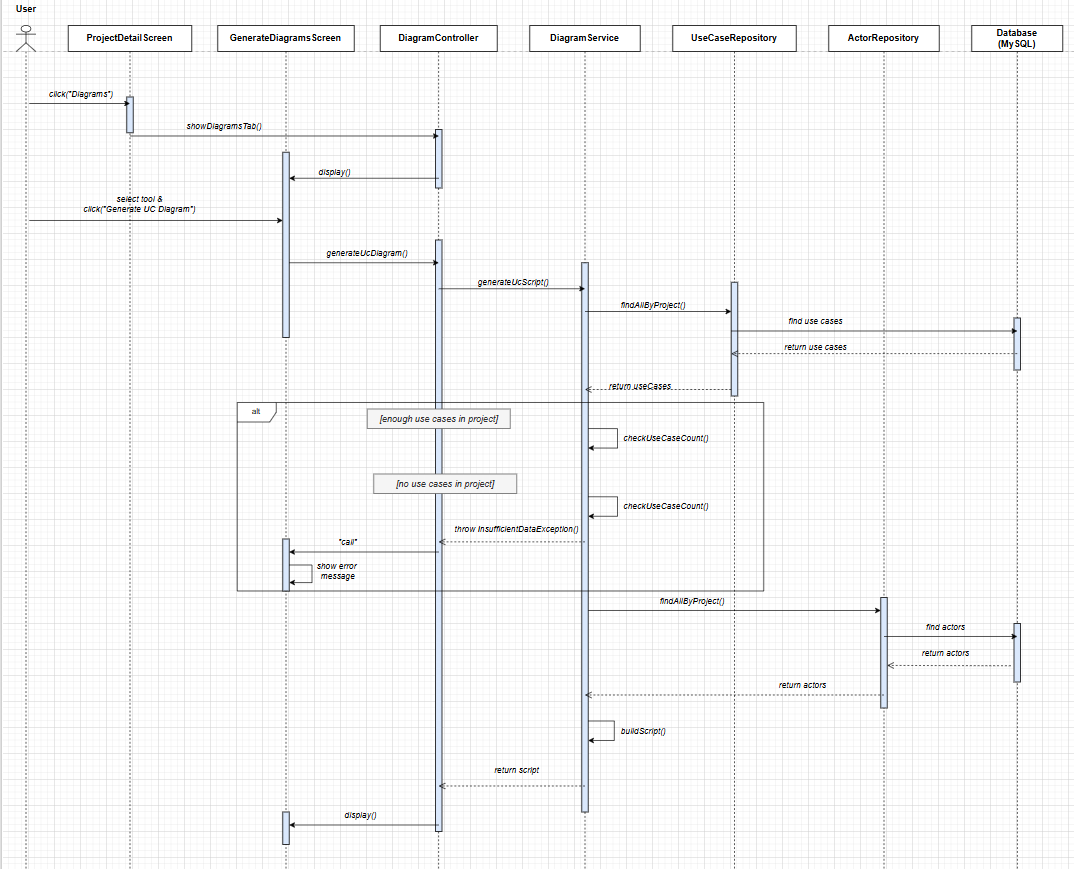 User
ProjectDetailScreen
GenerateDiagramsScreen
DiagramController
DiagramService
UseCaseRepository
ActorRepository
Database
(MySQL)
click("Diagrams")
showDiagramsTab()
display()
select tool &
click("Generate UC Diagram")
generateUcDiagram()
generateUcScript()
findAllByProject()
find use cases
return use cases
return useCases
alt
[enough use cases in project]
checkUseCaseCount()
[no use cases in project]
checkUseCaseCount()
throw InsufficientDataException()
"call"
show error
message
findAllByProject()
find actors
return actors
return actors
buildScript()
return script
display()